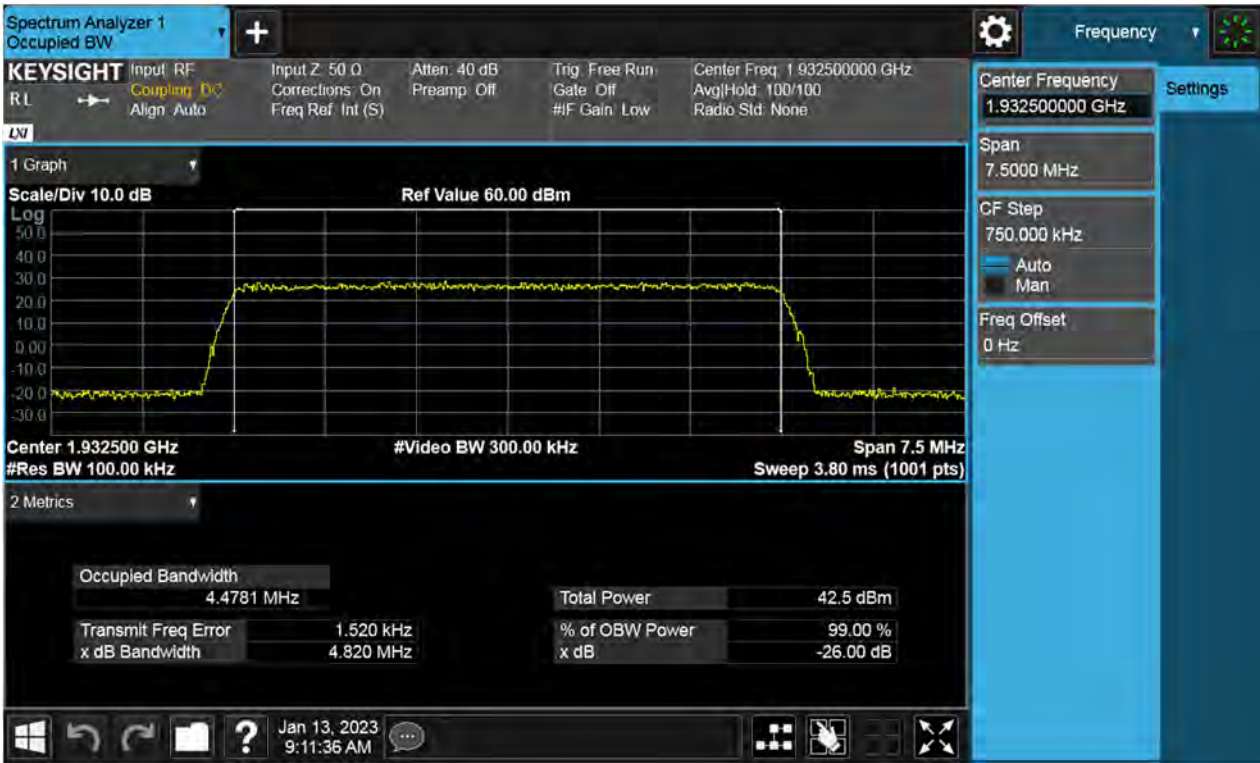 Spectrum Analyzer 1
Occupied BW
+
Frequency
KEYSIGHT Input: RF Input Z: 50 Ω Atten: 40 dB Trig: Free Run Center Freq: 1.932500000 GHz
R L Coupling: DC Corrections: On Preamp: Off Gate: Off Avg|Hold: 100/100
Align: Auto Freq Ref: Int (S) #IF Gain: Low Radio Std: None
LXI
1 Graph
Scale/Div 10.0 dB Ref Value 60.00 dBm
Log
50.0
40.0
30.0
20.0
10.0
0.00
-10.0
-20.0
-30.0
Center 1.932500 GHz #Video BW 300.00 kHz Span 7.5 MHz
#Res BW 100.00 kHz Sweep 3.80 ms (1001 pts)
2 Metrics
Occupied Bandwidth
4.4781 MHz Total Power 42.5 dBm
Transmit Freq Error 1.520 kHz % of OBW Power 99.00 %
x dB Bandwidth 4.820 MHz x dB -26.00 dB
Center Frequency
1.932500000 GHz
Settings
Span
7.5000 MHz
CF Step
750.000 kHz
Auto
Man
Freq Offset
0 Hz
?
Jan 13, 2023
9:11:36 AM